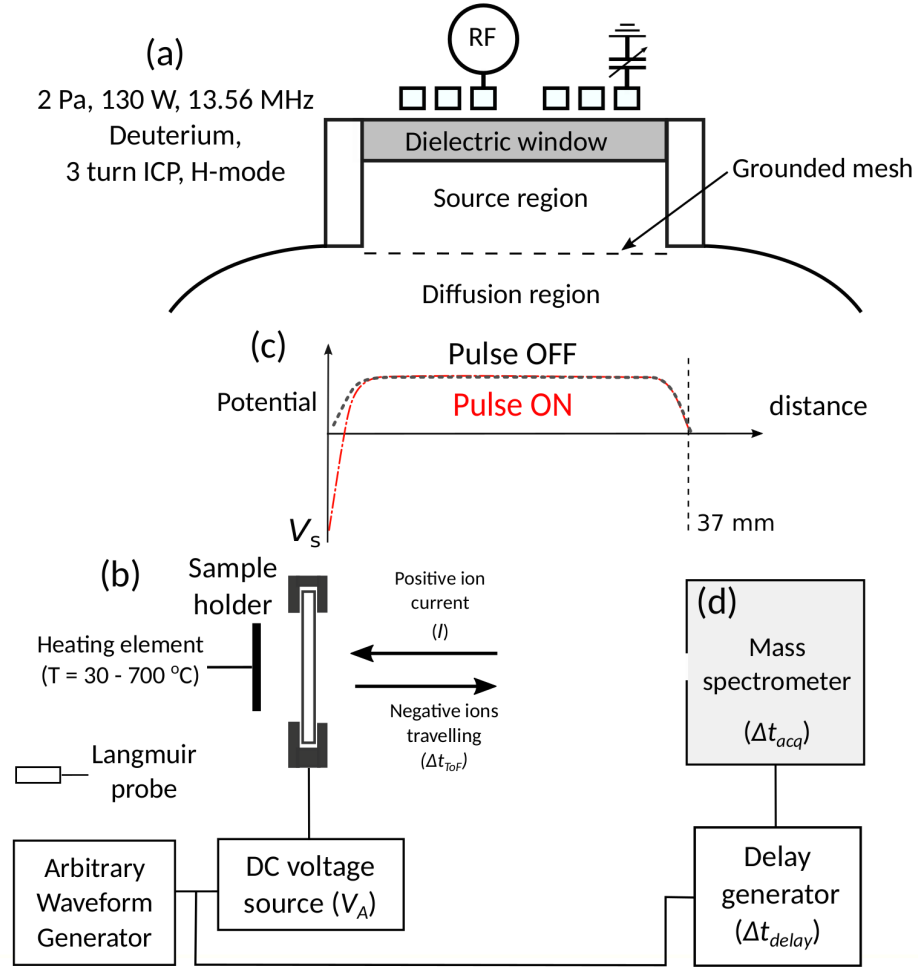 (a)
RF
2 Pa, 130 W, 13.56 MHz
Deuterium,
3 turn ICP, H-mode
Dielectric window
Grounded mesh
Source region
Diffusion region
(c)
Pulse OFF
Potential
Pulse ON
distance
Vs
37 mm
(b)
Sample
holder
Heating element
(T = 30 - 700 ºC)
Positive ion
current
(I)
Negative ions
travelling
(ΔtToF)
(d)
Mass
spectrometer
(Δtacq)
Langmuir
probe
Arbitrary
Waveform
Generator
DC voltage
source (VA)
Delay
generator
(Δtdelay)